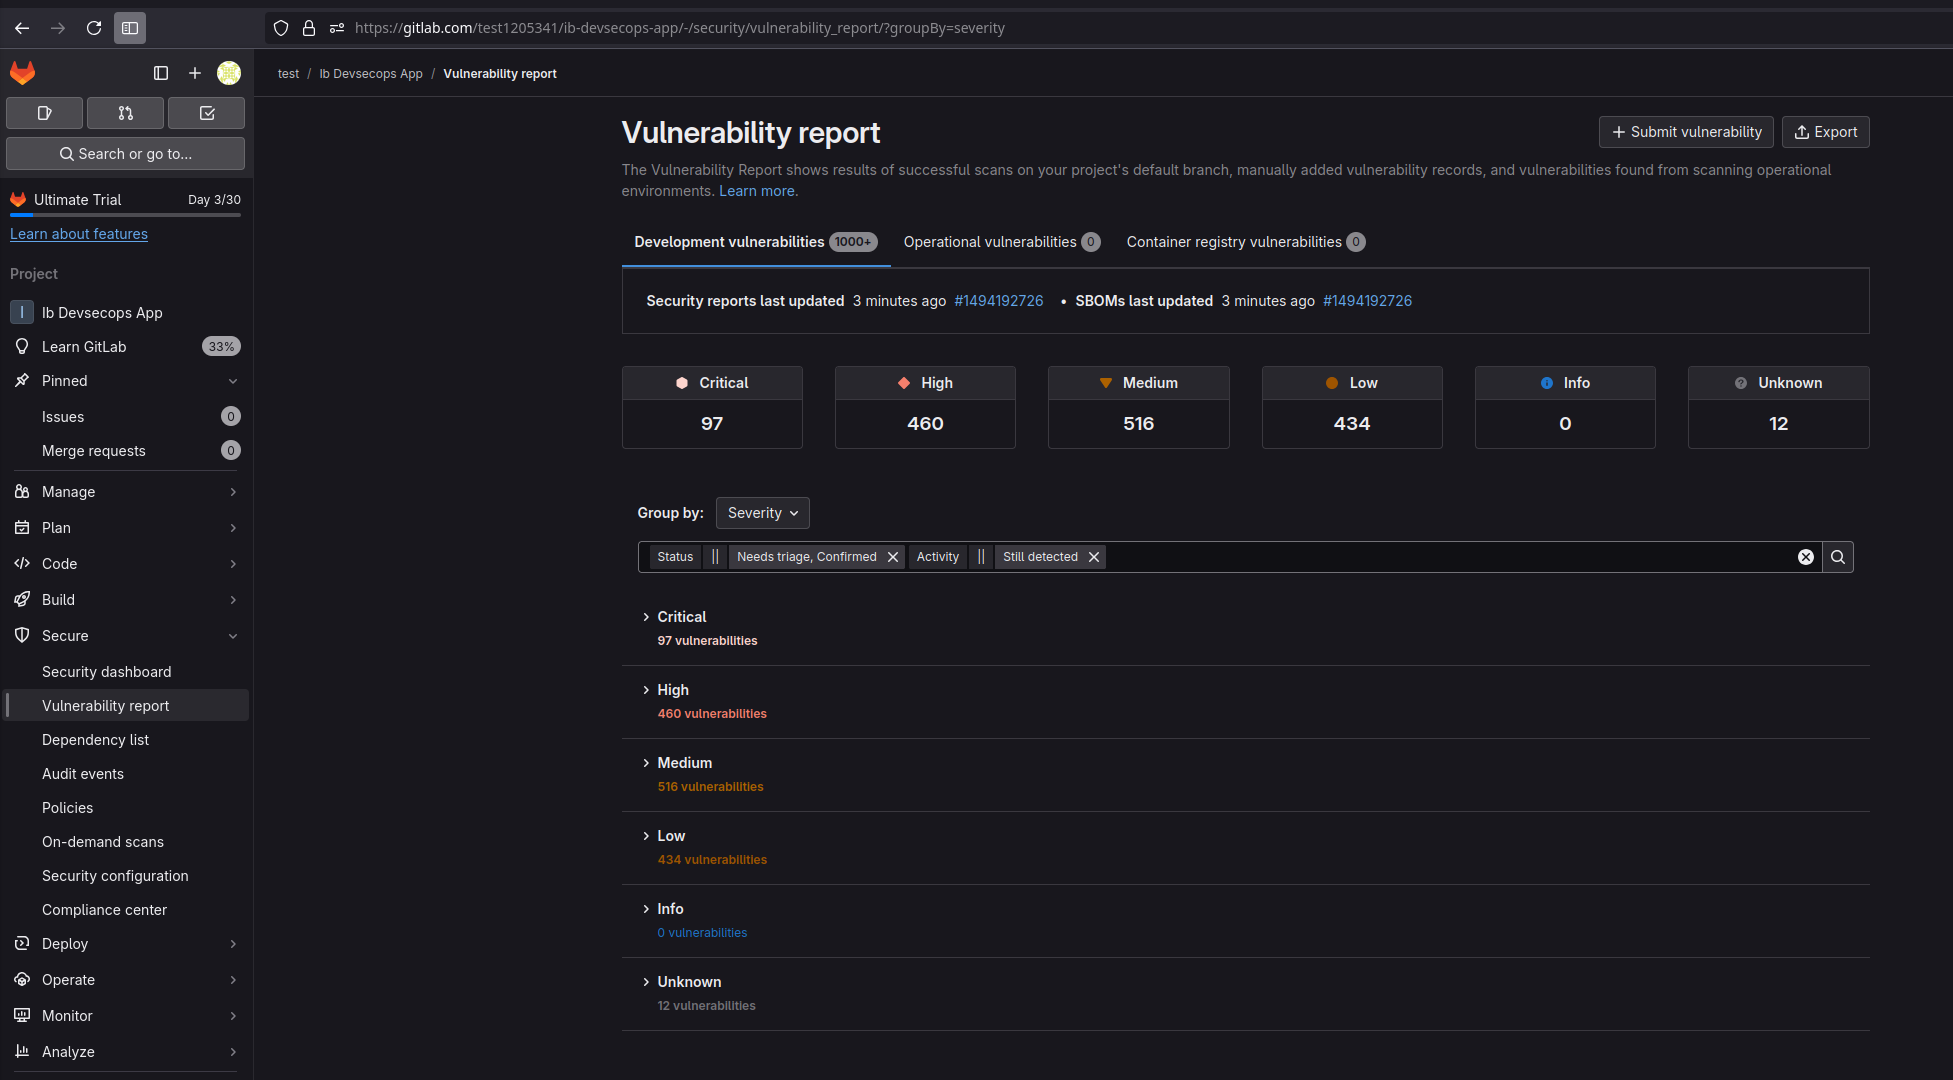 https://gitlab.com/test1205341/ib-devsecops-app/-/security/vulnerability_report/?groupBy=severity
test / Ib Devsecops App / Vulnerability report
Search or go to...
Ultimate Trial Day 3/30
Learn about features
Project
I Ib Devsecops App
Learn GitLab 33%
Pinned
Issues 0
Merge requests 0
Manage
Plan
Code
Build
Secure
Security dashboard
Vulnerability report
Dependency list
Audit events
Policies
On-demand scans
Security configuration
Compliance center
Deploy
Operate
Monitor
Analyze
Vulnerability report
Submit vulnerability Export
The Vulnerability Report shows results of successful scans on your project's default branch, manually added vulnerability records, and vulnerabilities found from scanning operational
environments. Learn more.
Development vulnerabilities 1000+ Operational vulnerabilities 0 Container registry vulnerabilities 0
Security reports last updated 3 minutes ago #1494192726 • SBOMs last updated 3 minutes ago #1494192726
Critical High Medium Low Info Unknown
97 460 516 434 0 12
Group by: Severity
Status || Needs triage, Confirmed Activity || Still detected
Critical
97 vulnerabilities
High
460 vulnerabilities
Medium
516 vulnerabilities
Low
434 vulnerabilities
Info
0 vulnerabilities
Unknown
12 vulnerabilities